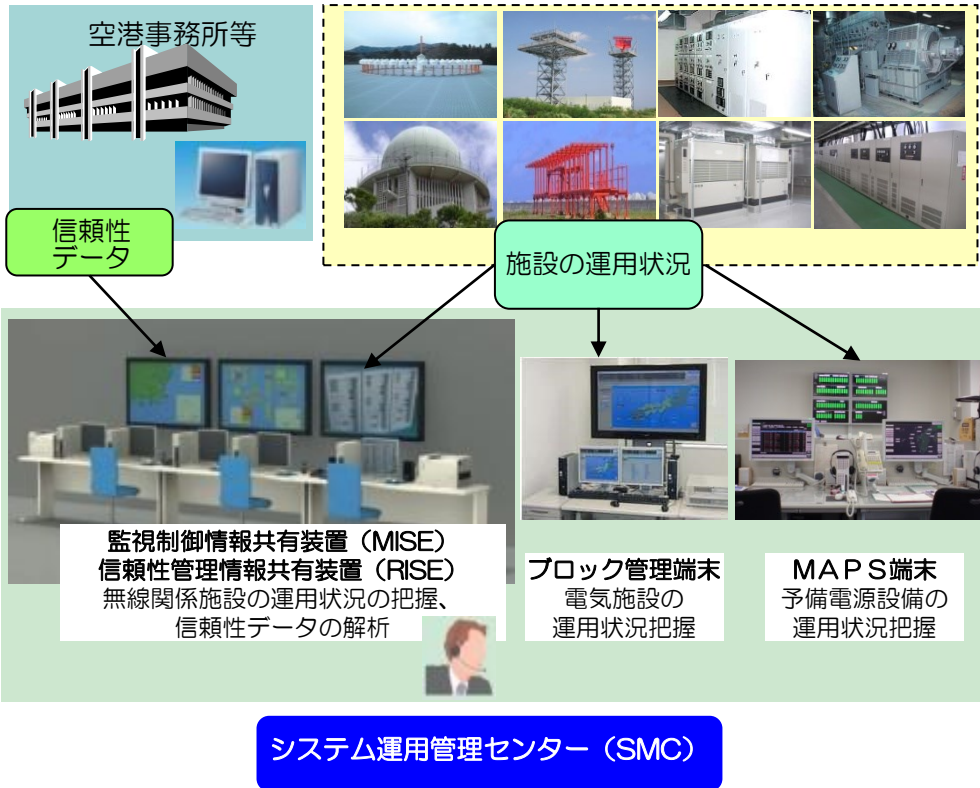 空港事務所等
信頼性
データ
施設の運用状況
監視制御情報共有装置（MISE）
信頼性管理情報共有装置（RISE）
無線関係施設の運用状況の把握、
信頼性データの解析
ブロック管理端末
電気施設の
運用状況把握
ＭＡＰＳ端末
予備電源設備の
運用状況把握
システム運用管理センター（SMC）